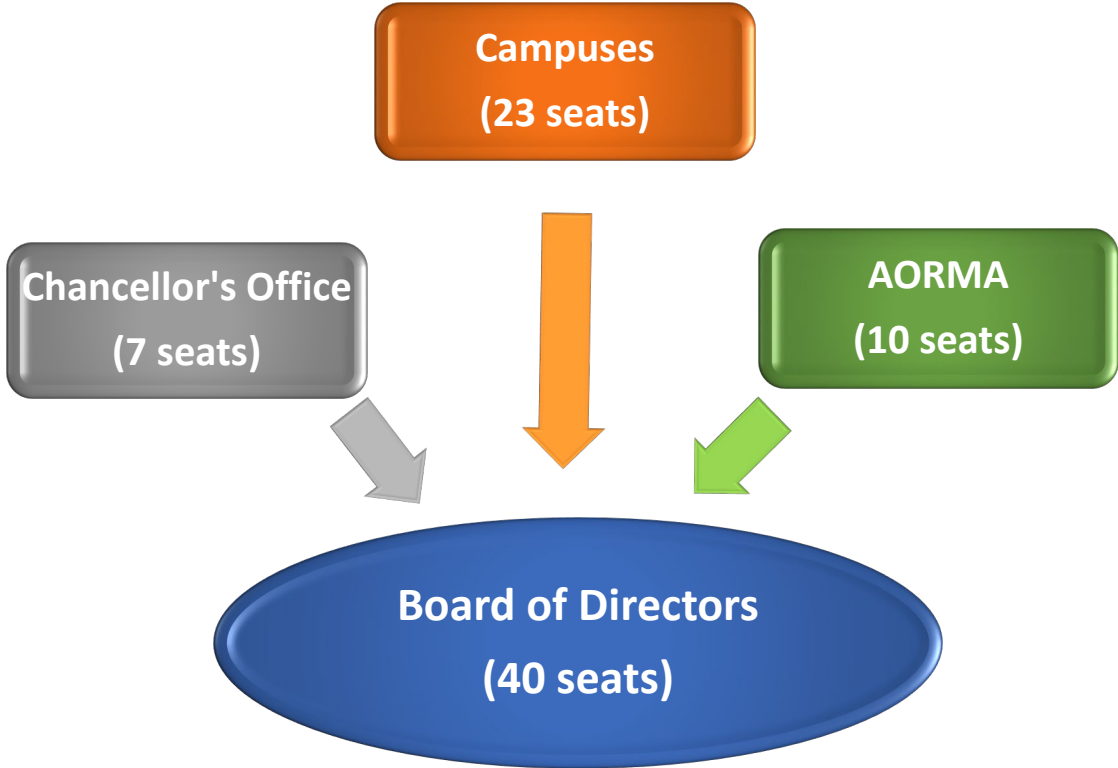 Campuses
(23 seats)
Chancellor's Office
(7 seats)
AORMA
(10 seats)
Board of Directors
(40 seats)